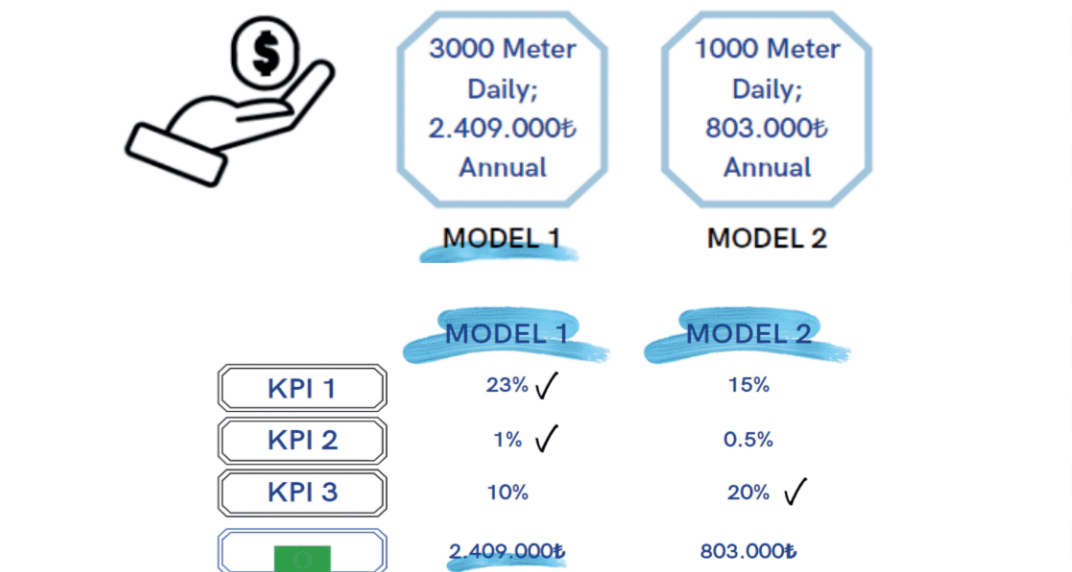 $
3000 Meter
Daily;
2.409.000₺
Annual
1000 Meter
Daily;
803.000₺
Annual
MODEL 1
MODEL 2
MODEL 1
MODEL 2
KPI 1
23%
15%
KPI 2
1%
0.5%
KPI 3
10%
20%
2.409.000₺
803.000₺